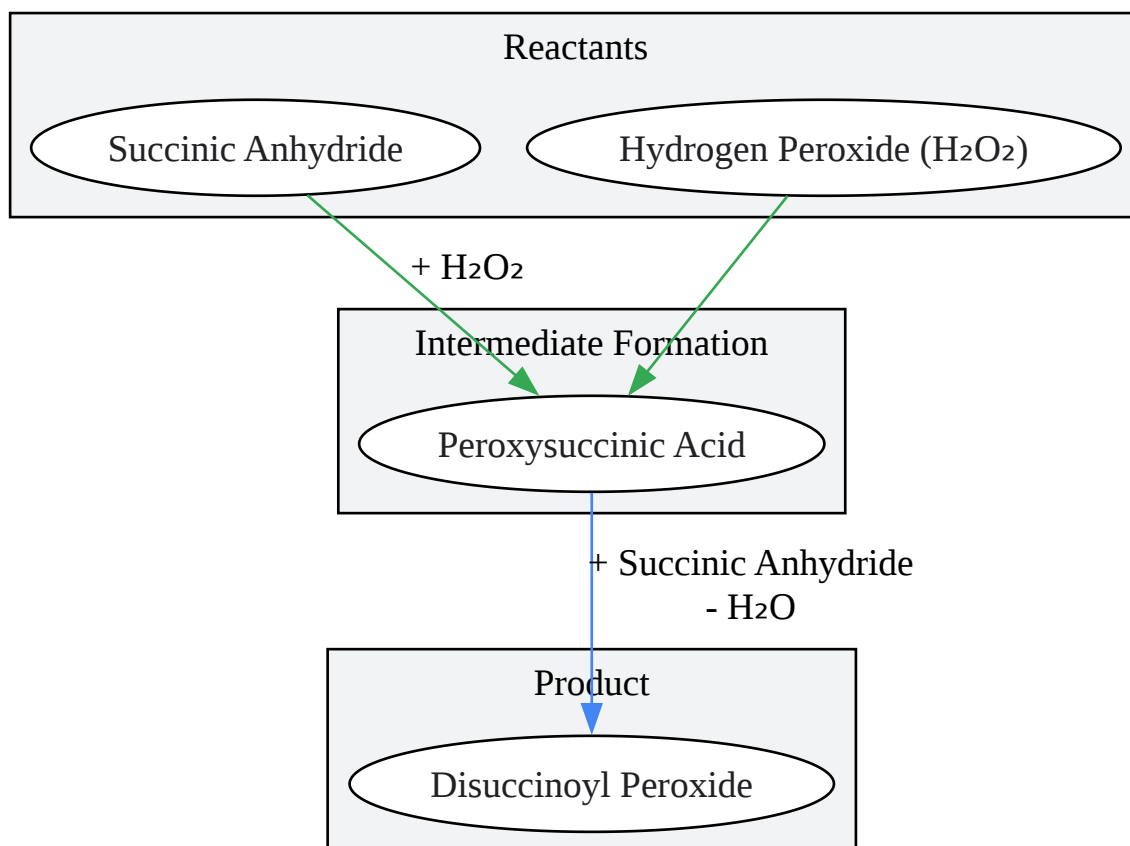 Reactants
Succinic Anhydride
Hydrogen Peroxide (H₂O₂)
+ H₂O₂
Intermediate Formation
Peroxysuccinic Acid
+ Succinic Anhydride
- H₂O
Product
Disuccinoyl Peroxide